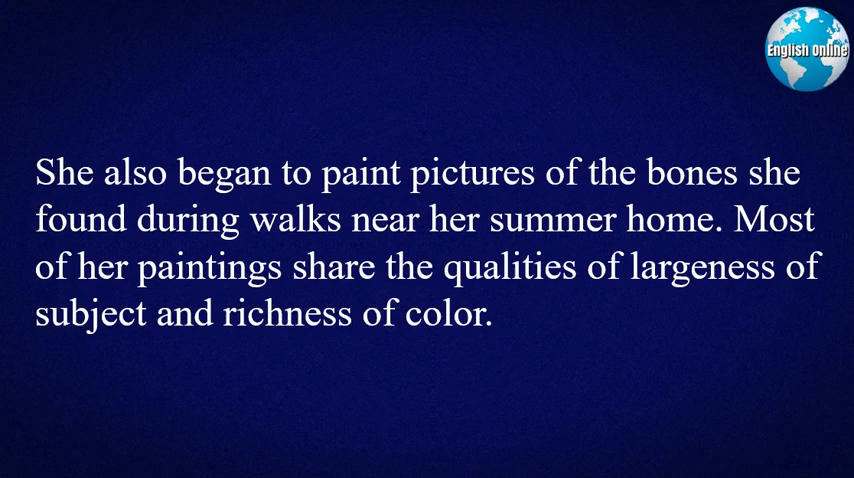 English Online
She also began to paint pictures of the bones she
found during walks near her summer home. Most
of her paintings share the qualities of largeness of
subject and richness of color.